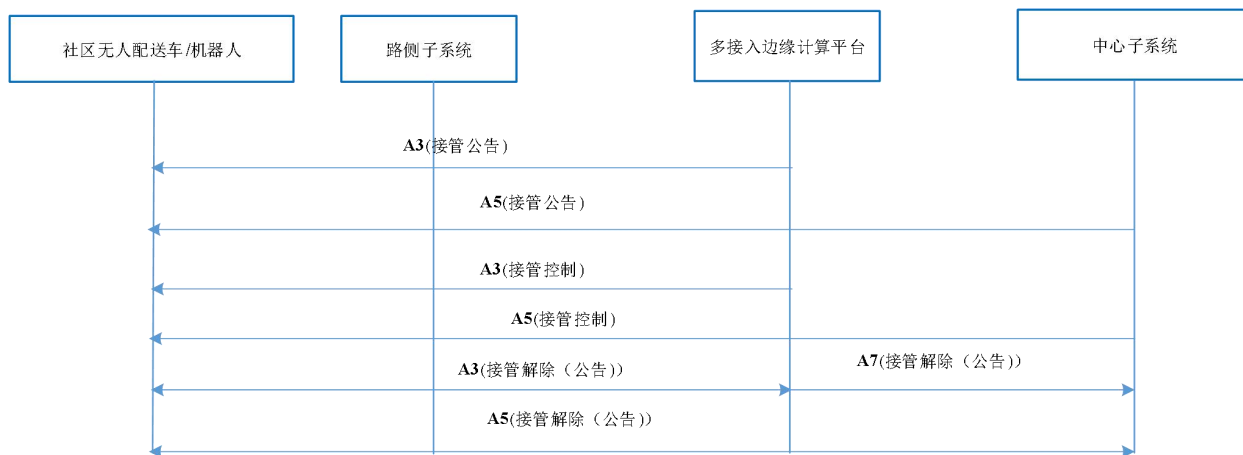 社区无人配送车/机器人
路侧子系统
多接入边缘计算平台
中心子系统
A3(接管公告)
A5(接管公告)
A3(接管控制)
A5(接管控制)
A3(接管解除（公告）)
A7(接管解除（公告）)
A5(接管解除（公告）)